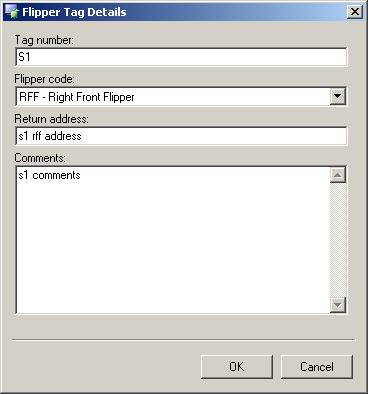 Flipper Tag Details
Tag number:
S1
Flipper code:
RFF - Right Front Flipper
Return address:
s1 rff address
Comments:
s1 comments
OK Cancel